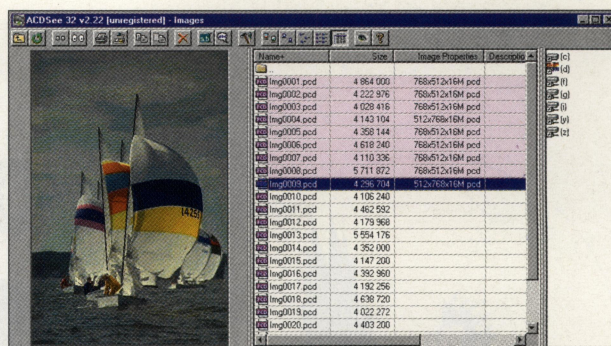 ACDSee 32 v2.22 [unregistered] - Images
Name+ Size Image Properties Descriptio
..
Img0001.pcd 4 864 000 768x512x16M pcd
Img0002.pcd 4 222 976 768x512x16M pcd
Img0003.pcd 4 028 416 768x512x16M pcd
Img0004.pcd 4 143 104 512x768x16M pcd
Img0005.pcd 4 358 144 768x512x16M pcd
Img0006.pcd 4 618 240 768x512x16M pcd
Img0007.pcd 4 110 336 768x512x16M pcd
Img0008.pcd 5 711 872 768x512x16M pcd
Img0009.pcd 4 296 704 512x768x16M pcd
Img0010.pcd 4 106 240
Img0011.pcd 4 462 592
Img0012.pcd 4 179 968
Img0013.pcd 5 554 176
Img0014.pcd 4 352 000
Img0015.pcd 4 147 200
Img0016.pcd 4 392 960
Img0017.pcd 4 192 256
Img0018.pcd 4 638 720
Img0019.pcd 4 022 272
Img0020.pcd 4 403 200
(c)
(d)
(f)
(g)
(i)
(y)
(z)